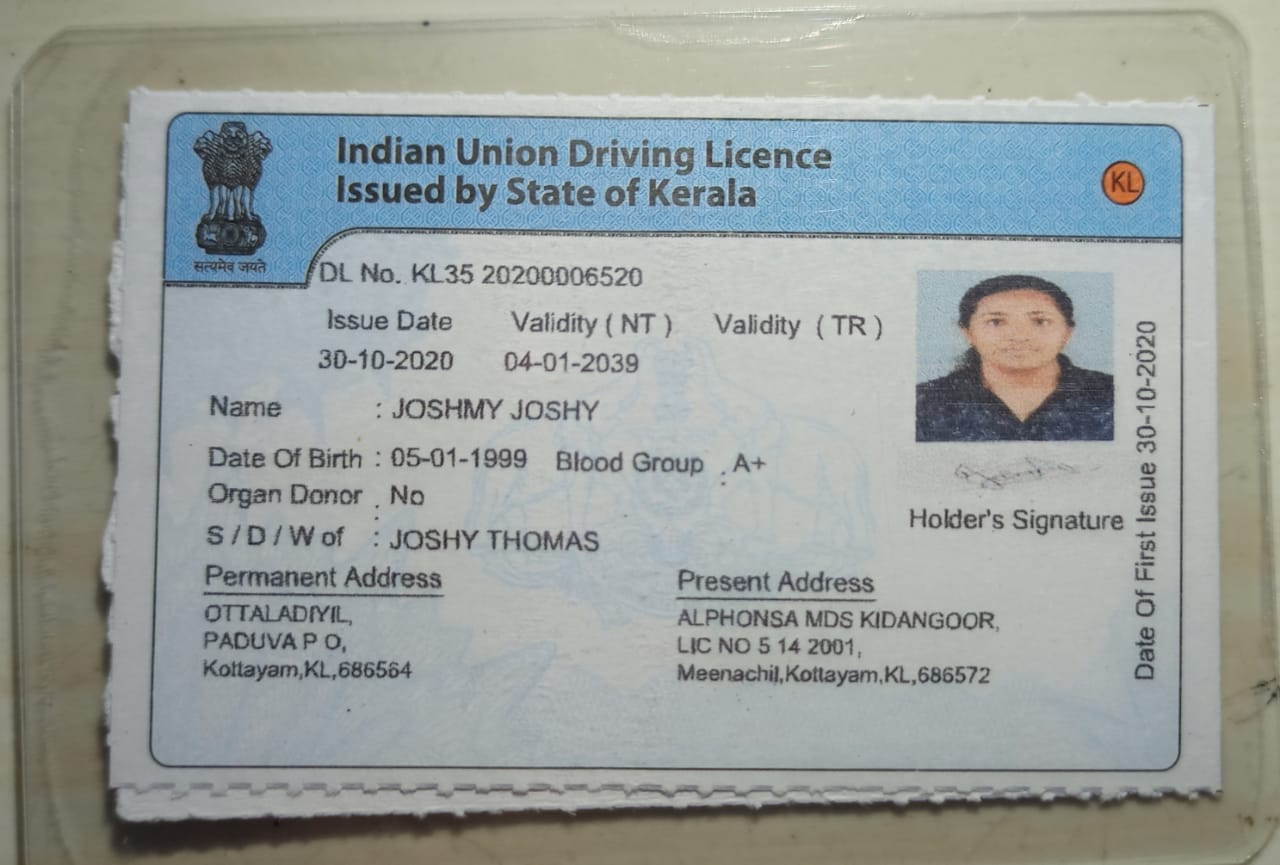 Indian Union Driving Licence
Issued by State of Kerala
KL
सत्यमेव जयते
DL No. KL35 20200006520
Issue Date Validity ( NT ) Validity ( TR )
30-10-2020 04-01-2039
Name : JOSHMY JOSHY
Date Of Birth : 05-01-1999 Blood Group : A+
Organ Donor : No
S / D / W of : JOSHY THOMAS
Holder's Signature
Date Of First Issue 30-10-2020
Permanent Address
OTTALADIYIL,
PADUVA P O,
Kottayam,KL,686564
Present Address
ALPHONSA MDS KIDANGOOR,
LIC NO 5 14 2001,
Meenachil,Kottayam,KL,686572